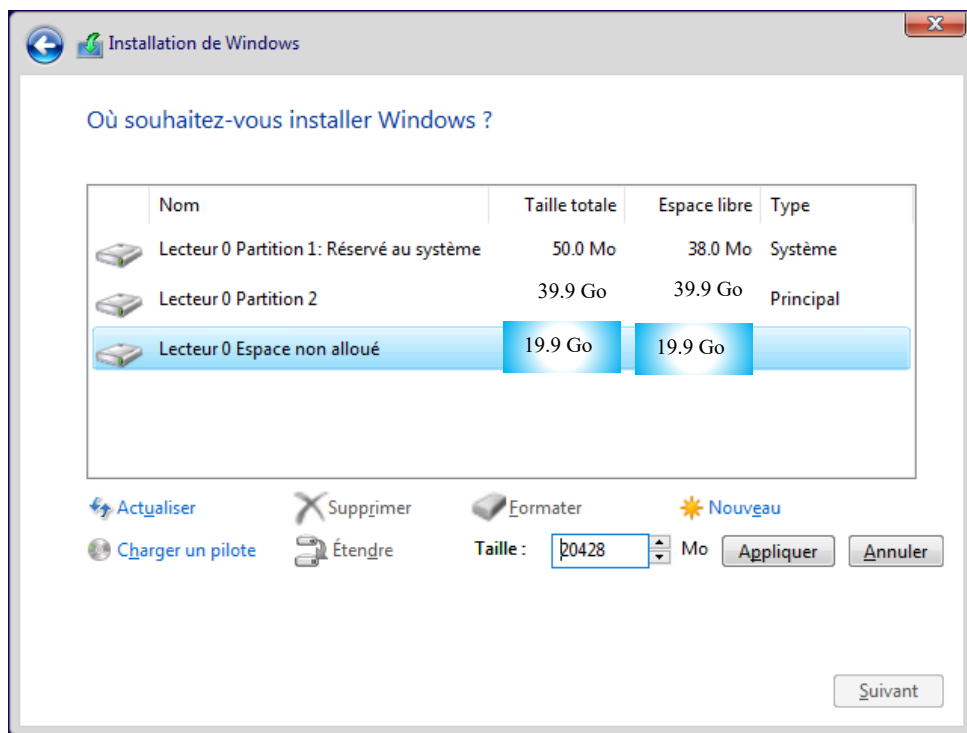 Installation de Windows
X
Où souhaitez-vous installer Windows ?
Nom Taille totale Espace libre Type
Lecteur 0 Partition 1: Réservé au système 50.0 Mo 38.0 Mo Système
Lecteur 0 Partition 2 39.9 Go 39.9 Go Principal
Lecteur 0 Espace non alloué 19.9 Go 19.9 Go
Actualiser Supprimer Formater Nouveau
Charger un pilote Étendre Taille : 20428 Mo Appliquer Annuler
Suivant